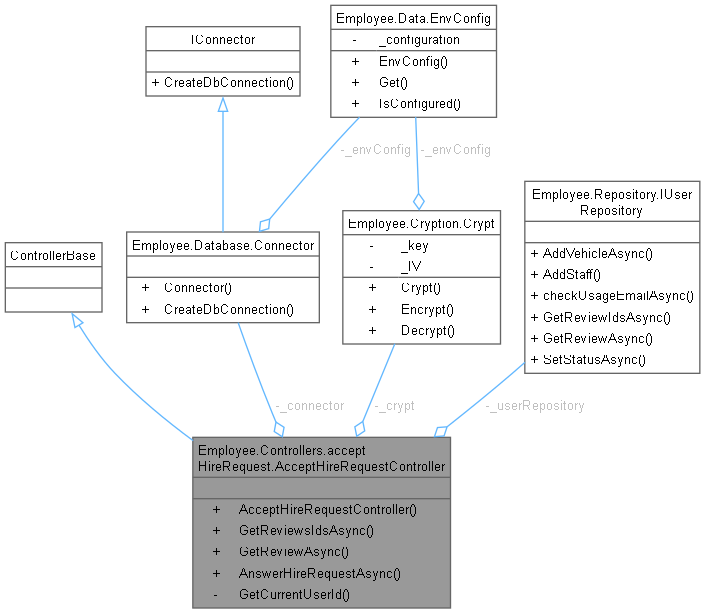 Employee.Data.EnvConfig
- _configuration
+ EnvConfig()
+ Get()
+ IsConfigured()
IConnector
+ CreateDbConnection()
-_envConfig
-_envConfig
Employee.Repository.IUser
Repository
+ AddVehicleAsync()
+ AddStaff()
+ checkUsageEmailAsync()
+ GetReviewIdsAsync()
+ GetReviewAsync()
+ SetStatusAsync()
Employee.Cryption.Crypt
- _key
- _IV
+ Crypt()
+ Encrypt()
+ Decrypt()
Employee.Database.Connector
+ Connector()
+ CreateDbConnection()
ControllerBase
-_connector
-_crypt
-_userRepository
Employee.Controllers.accept
HireRequest.AcceptHireRequestController
+ AcceptHireRequestController()
+ GetReviewsIdsAsync()
+ GetReviewAsync()
+ AnswerHireRequestAsync()
- GetCurrentUserId()